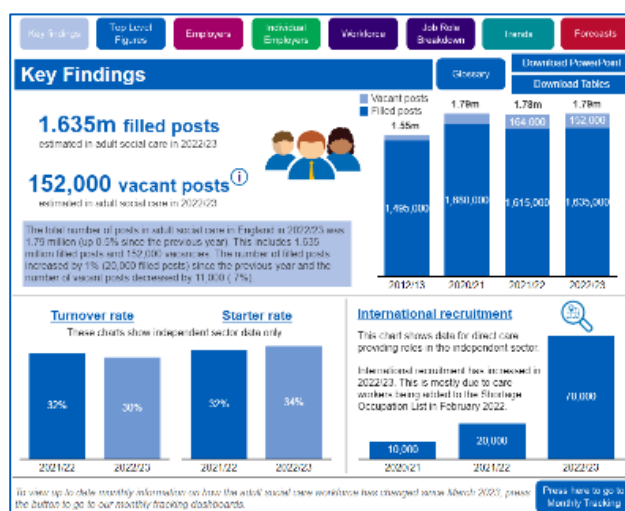 Key findings
Top Level
Figures
Employers
Individual
Employers
Workforce
Job Role
Breakdown
Trends
Forecasts
Key Findings
Glossary
Download PowerPoint
Download Tables
1.635m filled posts
estimated in adult social care in 2022/23
152,000 vacant posts
i
estimated in adult social care in 2022/23
The total number of posts in adult social care in England in 2022/23 was
1.79 million (up 0.5% since the previous year). This includes 1.635
million filled posts and 152,000 vacancies. The number of filled posts
increased by 1% (20,000 filled posts) since the previous year and the
number of vacant posts decreased by 11,000 (7%).
Vacant posts
Filled posts
1.55m
1.79m
1.78m
1.79m
164,000
152,000
1,495,000
1,615,000
1,635,000
2012/13
2020/21
2021/22
2022/23
Turnover rate
Starter rate
These charts show independent sector data only
32%
30%
32%
34%
2021/22
2022/23
2021/22
2022/23
International recruitment
This chart shows data for direct care
providing roles in the independent sector.
International recruitment has increased in
2022/23. This is mostly due to care
workers being added to the Shortage
Occupation List in February 2022.
10,000
20,000
70,000
2020/21
2021/22
2022/23
To view up to date monthly information on how the adult social care workforce has changed since March 2023, press
the button to go to our monthly tracking dashboards.
Press here to go to
Monthly Tracking